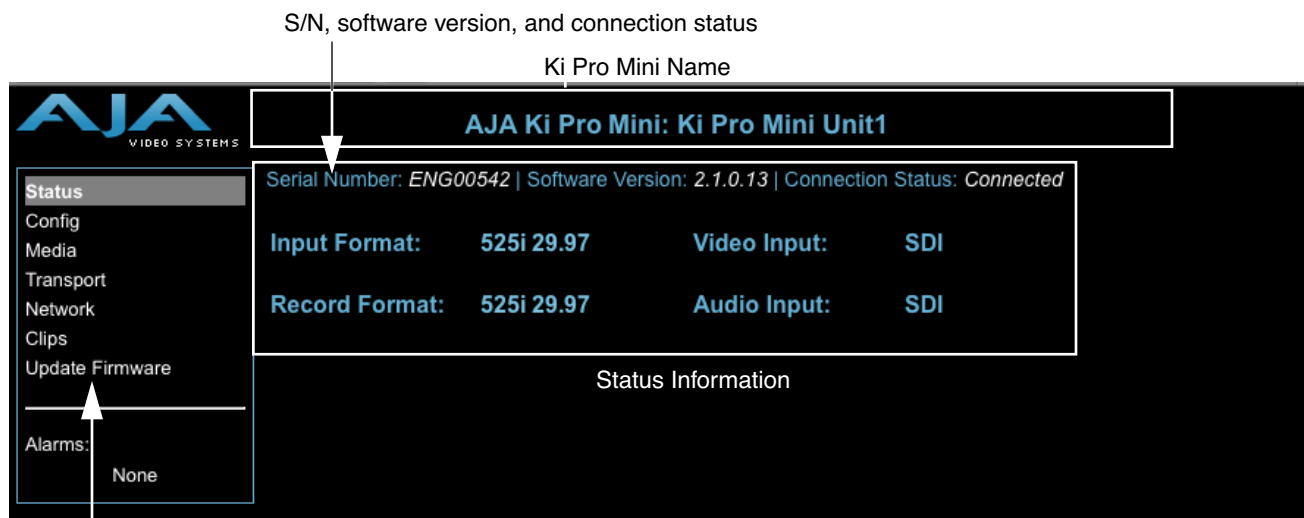 S/N, software version, and connection status
Ki Pro Mini Name
AJA
VIDEO SYSTEMS
AJA Ki Pro Mini: Ki Pro Mini Unit1
Status
Config
Media
Transport
Network
Clips
Update Firmware
Alarms:
None
Serial Number: ENG00542 | Software Version: 2.1.0.13 | Connection Status: Connected
Input Format: 525i 29.97 Video Input: SDI
Record Format: 525i 29.97 Audio Input: SDI
Status Information